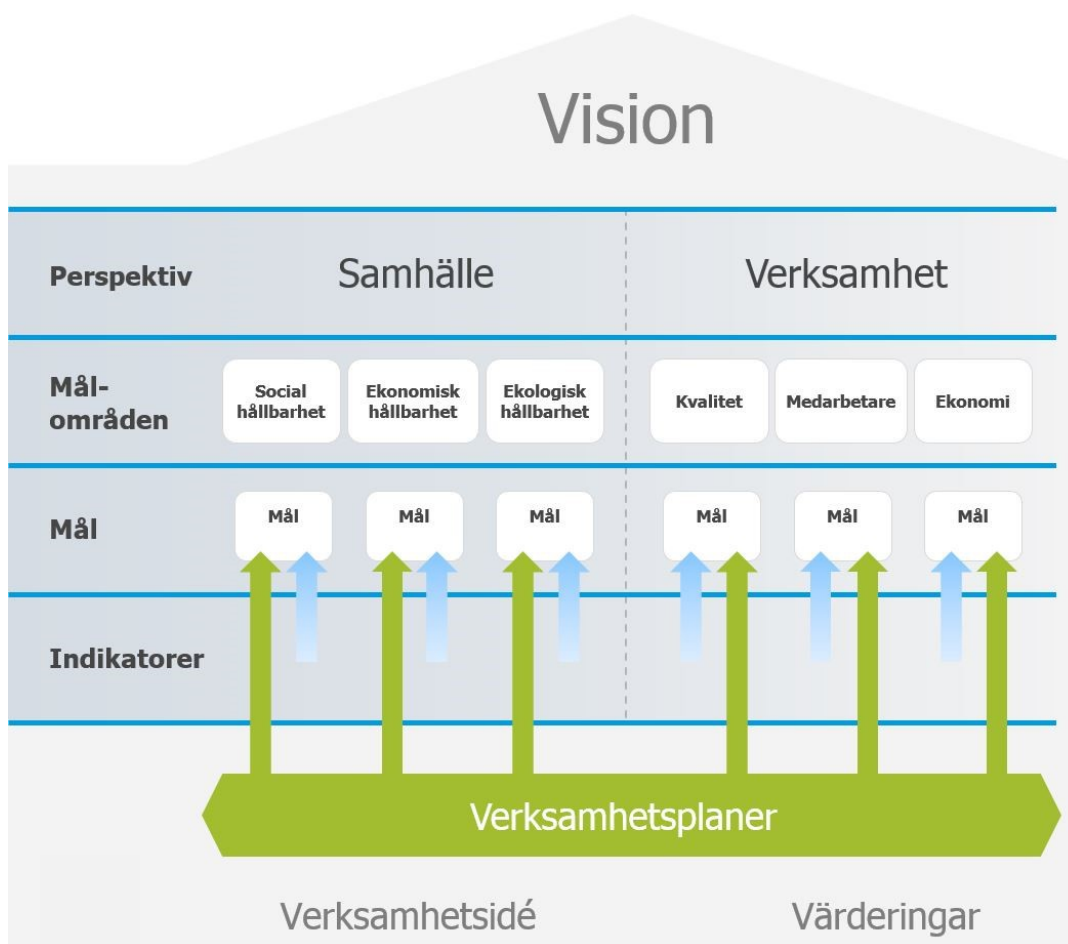 Vision
Perspektiv
Samhälle
Verksamhet
Mål-
områden
Social
hållbarhet
Ekonomisk
hållbarhet
Ekologisk
hållbarhet
Kvalitet
Medarbetare
Ekonomi
Mål
Mål
Mål
Mål
Mål
Mål
Mål
Indikatorer
Verksamhetsplaner
Verksamhetsidé
Värderingar